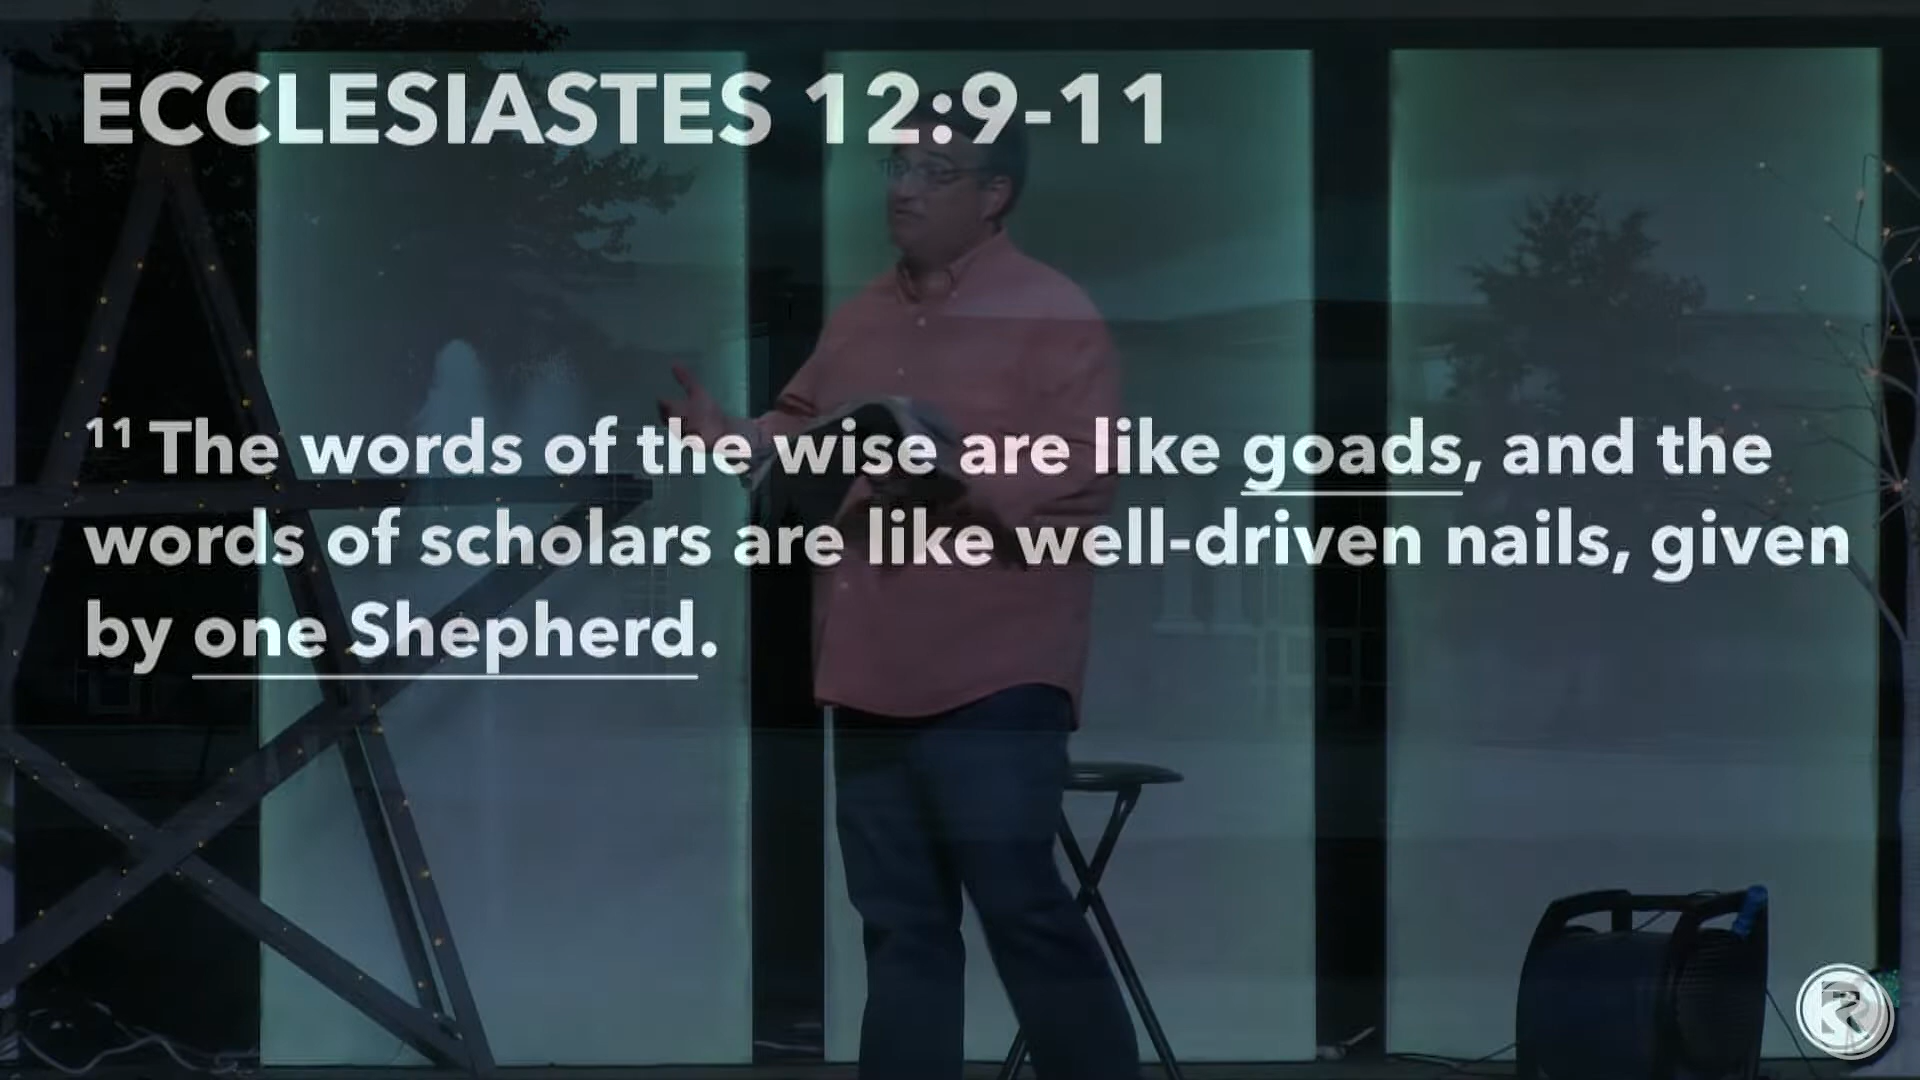 ECCLESIASTES 12:9-11
¹¹ The words of the wise are like goads, and the
words of scholars are like well-driven nails, given
by one Shepherd.
R